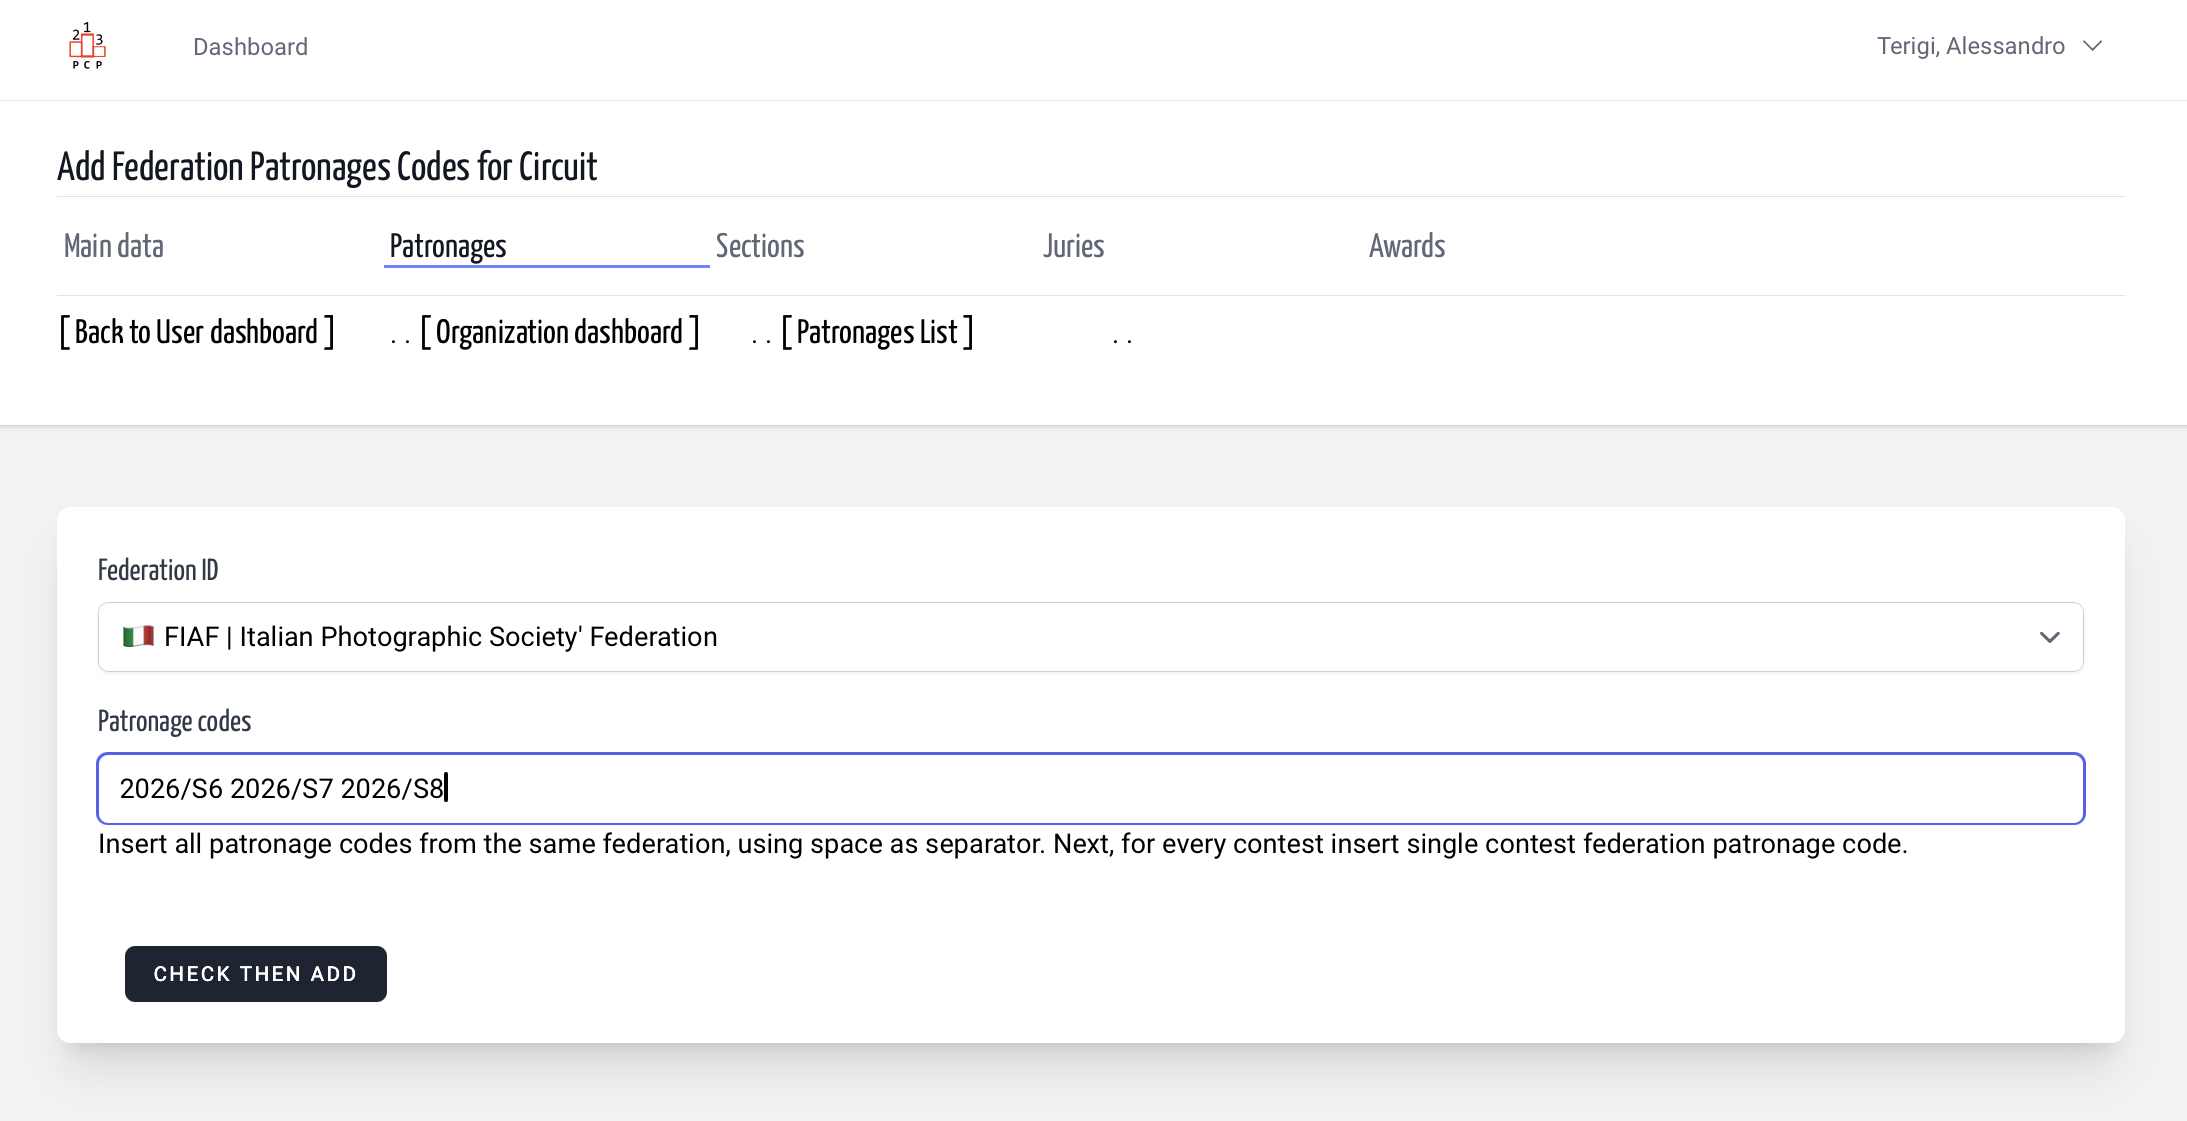 2 1 3
P C P
Dashboard
Terigi, Alessandro
Add Federation Patronages Codes for Circuit
Main data
Patronages
Sections
Juries
Awards
[ Back to User dashboard ] . . [ Organization dashboard ] . . [ Patronages List ] . .
Federation ID
🇮🇹 FIAF | Italian Photographic Society' Federation
Patronage codes
2026/S6 2026/S7 2026/S8
Insert all patronage codes from the same federation, using space as separator. Next, for every contest insert single contest federation patronage code.
CHECK THEN ADD